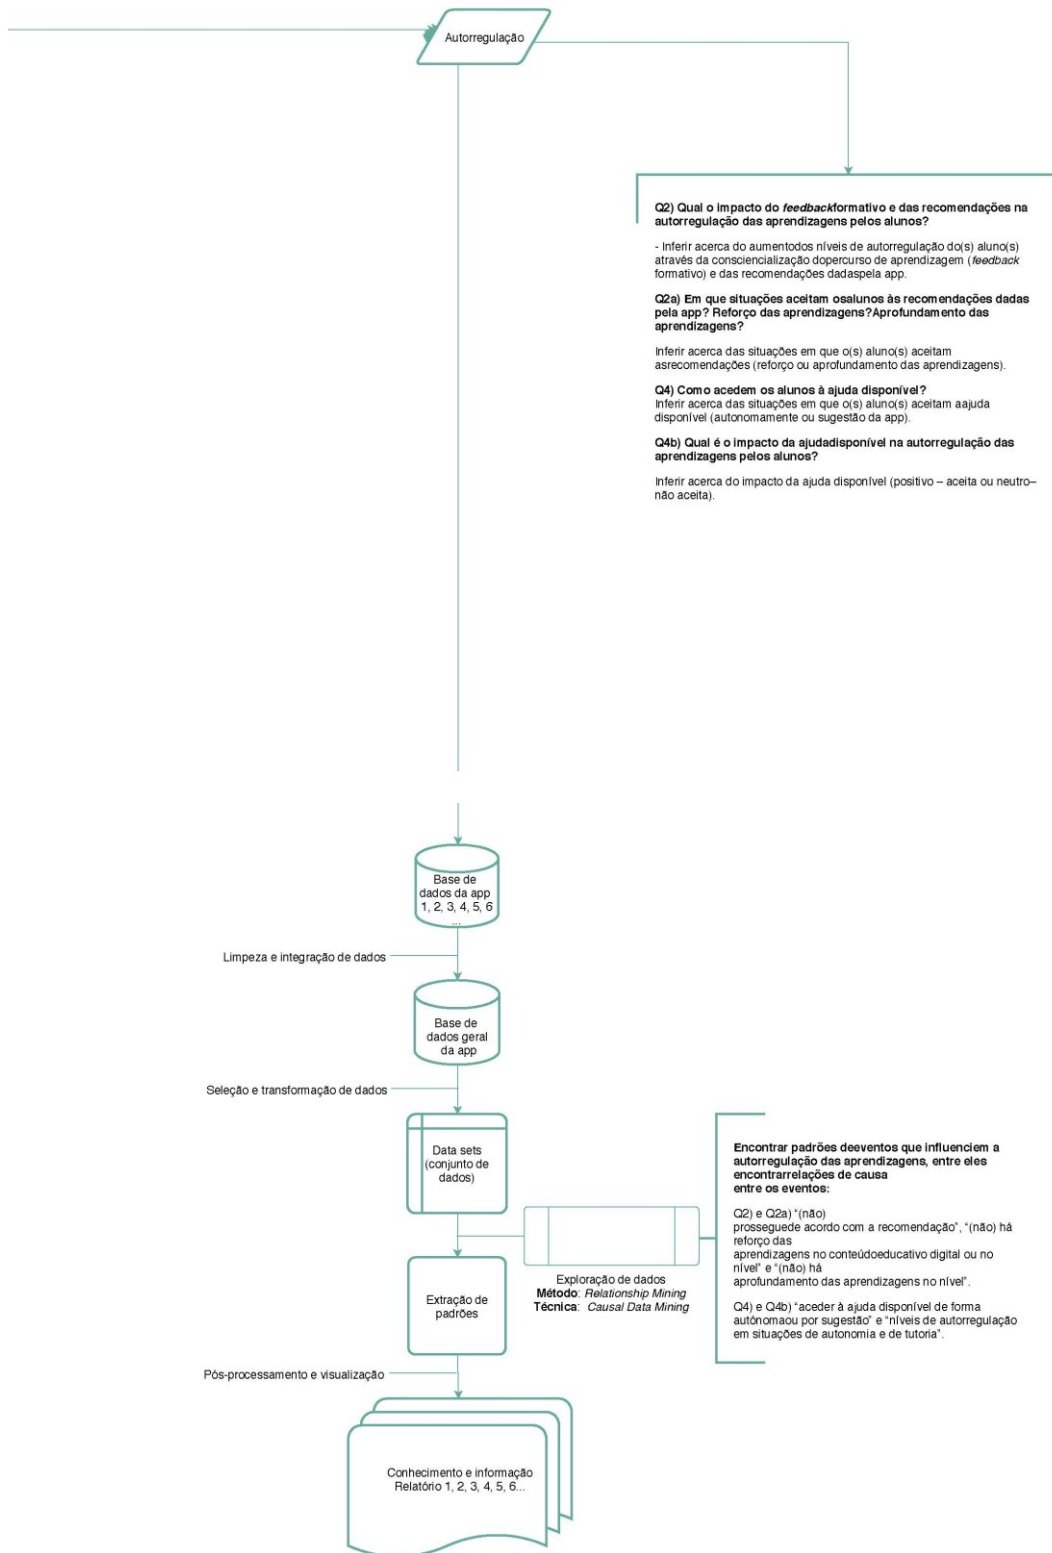 Autorregulação
Q2) Qual o impacto do feedbackformativo e das recomendações na
autorregulação das aprendizagens pelos alunos?
- Inferir acerca do aumentodos níveis de autorregulação do(s) aluno(s)
através da consciencialização dopercurso de aprendizagem (feedback
formativo) e das recomendações dadaspela app.
Q2a) Em que situações aceitam osalunos às recomendações dadas
pela app? Reforço das aprendizagens?Aprofundamento das
aprendizagens?
Inferir acerca das situações em que o(s) aluno(s) aceitam
asrecomendações (reforço ou aprofundamento das aprendizagens).
Q4) Como acedem os alunos à ajuda disponível?
Inferir acerca das situações em que o(s) aluno(s) aceitam aajuda
disponível (autonomamente ou sugestão da app).
Q4b) Qual é o impacto da ajudadisponível na autorregulação das
aprendizagens pelos alunos?
Inferir acerca do impacto da ajuda disponível (positivo – aceita ou neutro–
não aceita).
Base de
dados da app
1, 2, 3, 4, 5, 6
...
Limpeza e integração de dados
Base de
dados geral
da app
Seleção e transformação de dados
Data sets
(conjunto de
dados)
Encontrar padrões deeventos que influenciem a
autorregulação das aprendizagens, entre eles
encontrarrelações de causa
entre os eventos:
Q2) e Q2a) “(não)
prosseguede acordo com a recomendação”, “(não) há
reforço das
aprendizagens no conteúdoeducativo digital ou no
nível” e “(não) há
aprofundamento das aprendizagens no nível”.
Q4) e Q4b) “aceder à ajuda disponível de forma
autónomaou por sugestão” e “níveis de autorregulação
em situações de autonomia e de tutoria”.
Exploração de dados
Método: Relationship Mining
Técnica: Causal Data Mining
Extração de
padrões
Pós-processamento e visualização
Conhecimento e informação
Relatório 1, 2, 3, 4, 5, 6...